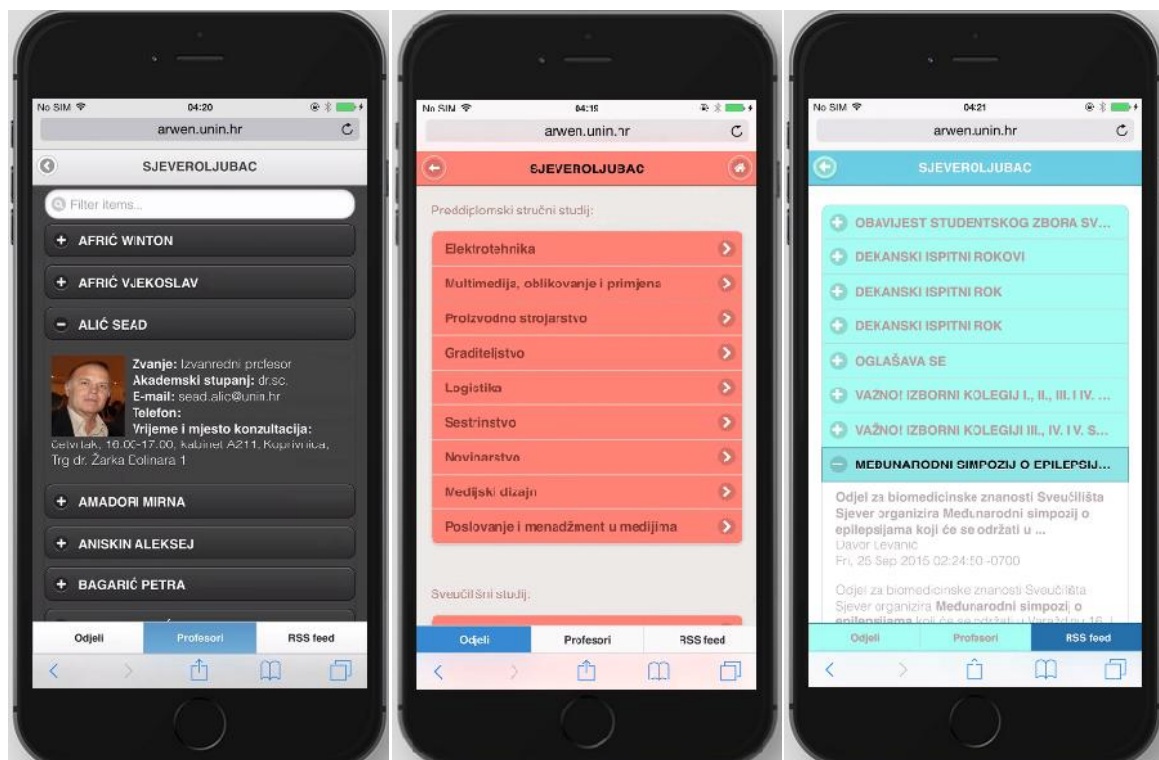 No SIM 04:20
arwen.unin.hr
SJEVEROLJUBAC
Filter items...
AFRIĆ WINTON
AFRIĆ VJEKOSLAV
ALIĆ SEAD
Zvanje: Izvanredni profesor
Akademski stupanj: dr.sc.
E-mail: sead.alic@unin.hr
Telefon:
Vrijeme i mjesto konzultacija:
četvrtak, 16.00-17.00, kabinet A211, Koprivnica,
Trg dr. Žarka Dolinara 1
AMADORI MIRNA
ANISKIN ALEKSEJ
BAGARIĆ PETRA
Odjeli Profesori RSS feed
No SIM 04:19
arwen.unin.hr
SJEVEROLJUBAC
Preddiplomski stručni studij:
Elektrotehnika
Multimedija, oblikovanje i primjena
Proizvodno strojarstvo
Graditeljstvo
Logistika
Sestrinstvo
Novinarstvo
Medijski dizajn
Poslovanje i menadžment u medijima
Sveučilišni studij:
Odjeli Profesori RSS feed
No SIM 04:21
arwen.unin.hr
SJEVEROLJUBAC
OBAVIJEST STUDENTSKOG ZBORA SV...
DEKANSKI ISPITNI ROKOVI
DEKANSKI ISPITNI ROK
DEKANSKI ISPITNI ROK
OGLAŠAVA SE
VAŽNO! IZBORNI KOLEGIJ I., II., III. I IV. ...
VAŽNO! IZBORNI KOLEGIJI III., IV. I V. S...
MEĐUNARODNI SIMPOZIJ O EPILEPSIJ...
Odjel za biomedicinske znanosti Sveučilišta
Sjever organizira Međunarodni simpozij o
epilepsijama koji će se održati u ...
Davor Levanić
Fri, 25 Sep 2015 02:24:50 -0700
Odjel za biomedicinske znanosti Sveučilišta
Sjever organizira Međunarodni simpozij o
epilepsijama koji će se održati u Varaždinu 16. i
Odjeli Profesori RSS feed